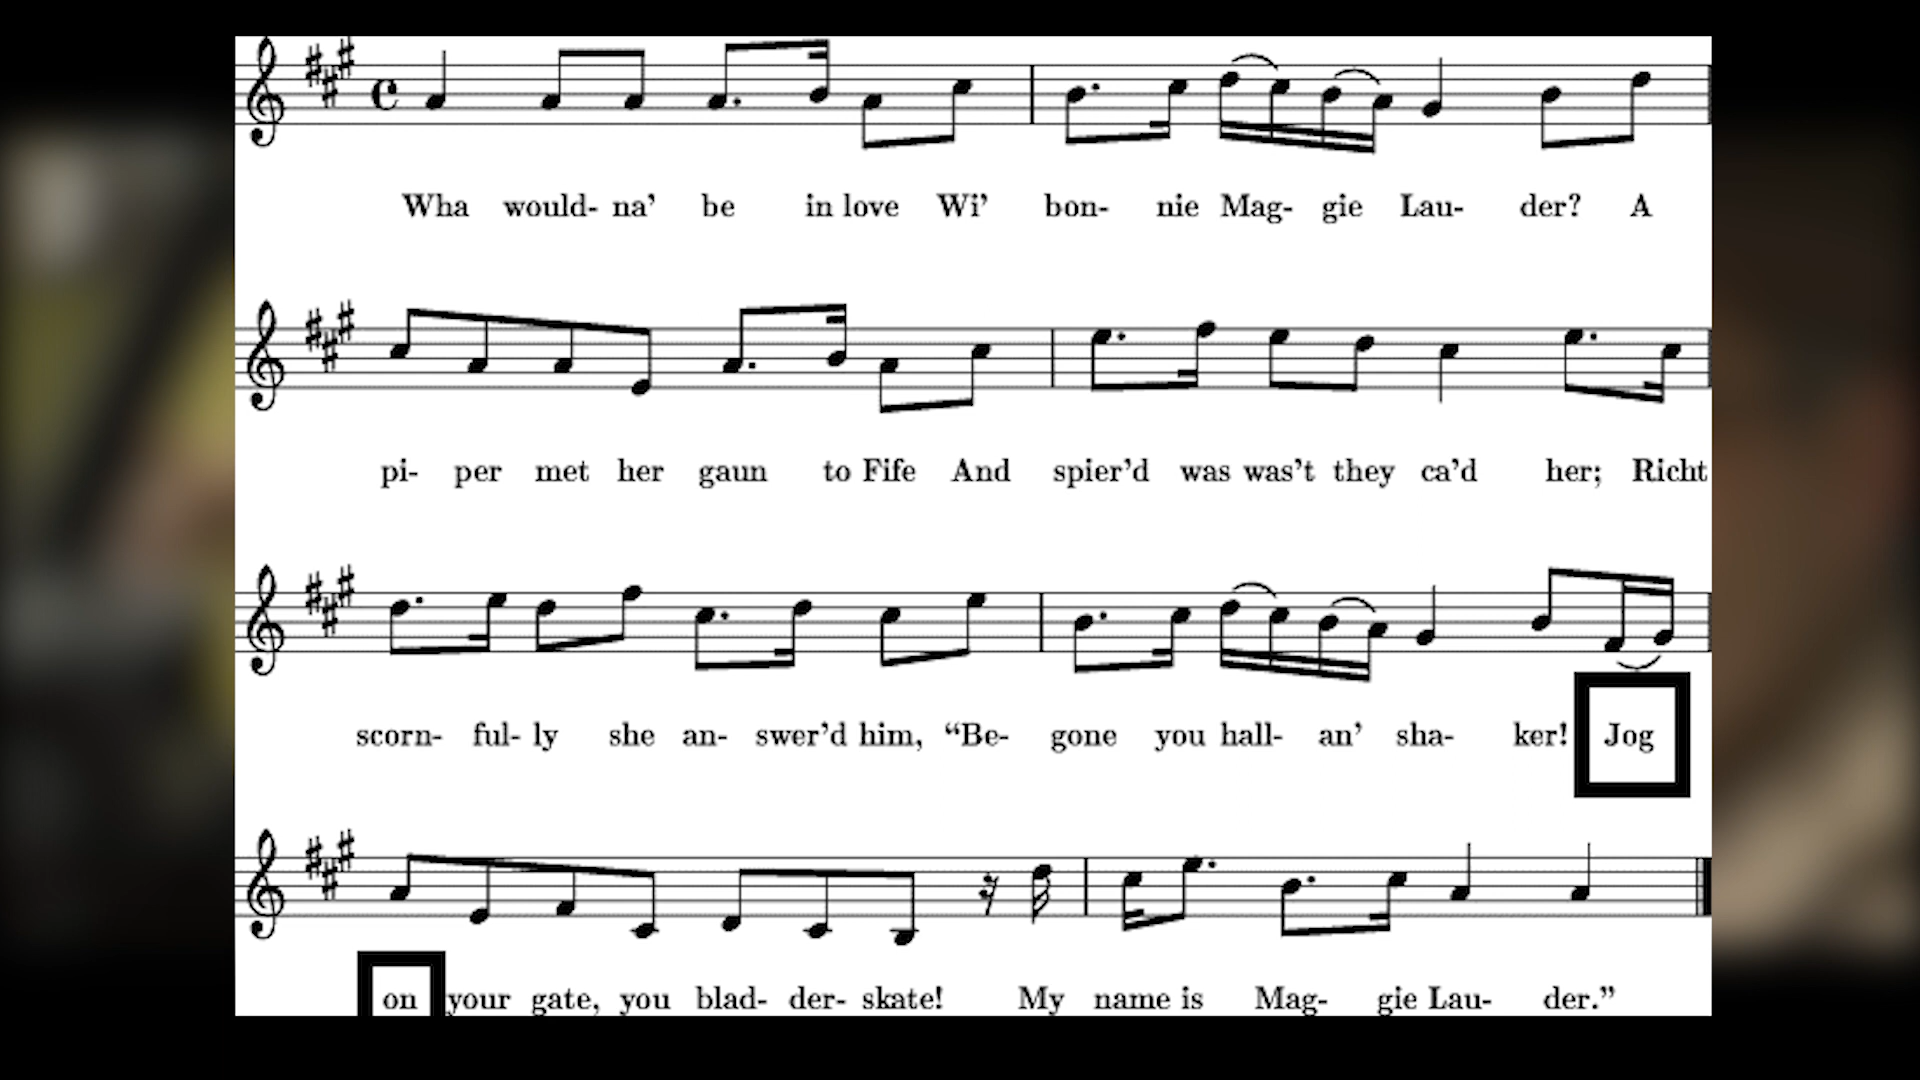 Wha would- na' be in love Wi' bon- nie Mag- gie Lau- der? A
pi- per met her gaun to Fife And spier'd was was't they ca'd her; Richt
scorn- ful- ly she an- swer'd him, “Be- gone you hall- an' sha- ker! Jog
on your gate, you blad- der- skate! My name is Mag- gie Lau- der.”